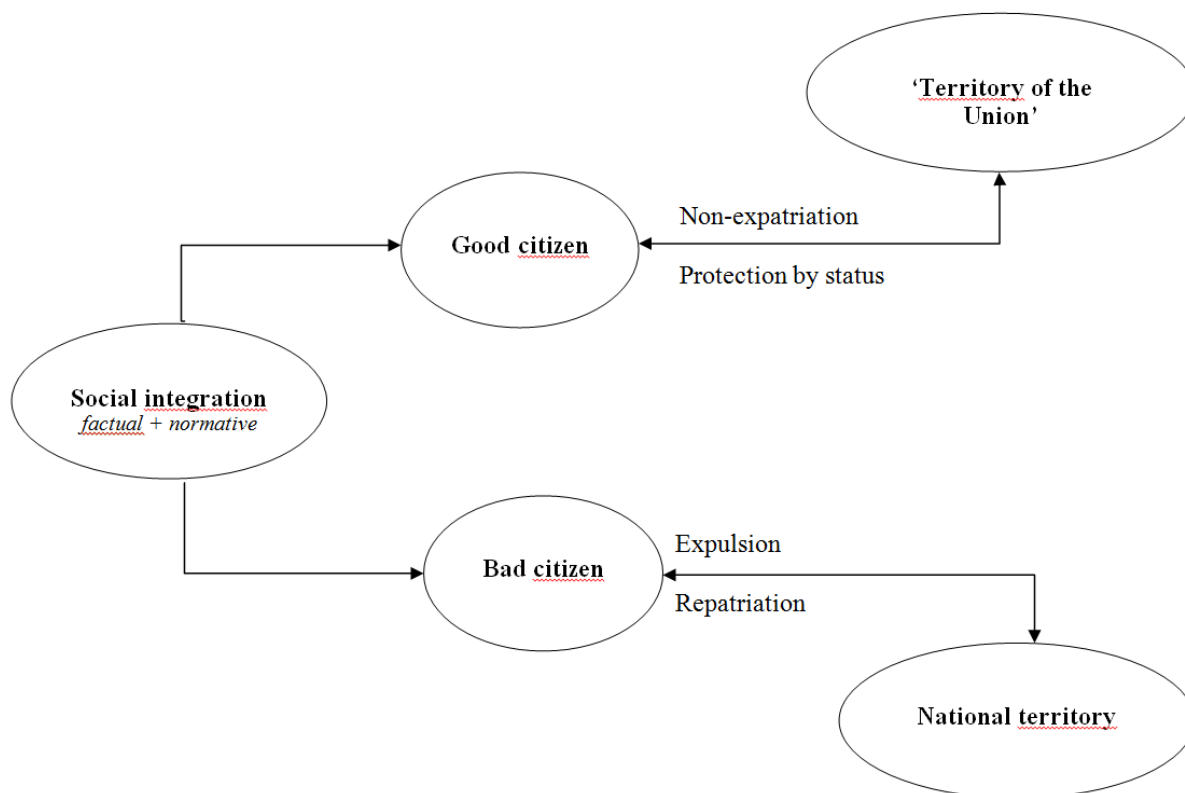 ‘Territory of the
Union’
Non-expatriation
Good citizen
Protection by status
Social integration
factual + normative
Expulsion
Bad citizen
Repatriation
National territory